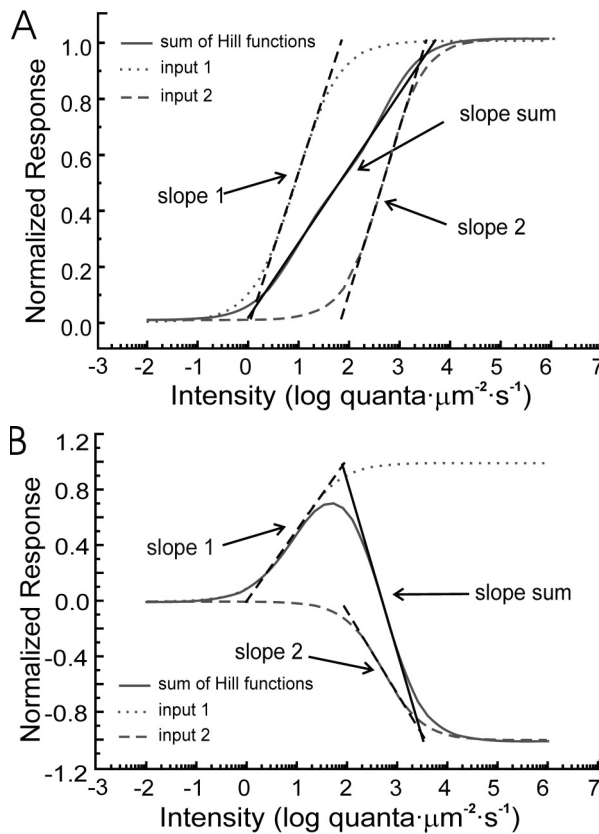 A
Normalized Response
1.0
0.8
0.6
0.4
0.2
0.0
sum of Hill functions
input 1
input 2
slope sum
slope 1
slope 2
-3 -2 -1 0 1 2 3 4 5 6 7
Intensity (log quanta·μm⁻²·s⁻¹)
B
Normalized Response
1.2
0.8
0.4
0.0
-0.4
-0.8
-1.2
slope 1
slope sum
slope 2
sum of Hill functions
input 1
input 2
-3 -2 -1 0 1 2 3 4 5 6 7
Intensity (log quanta·μm⁻²·s⁻¹)